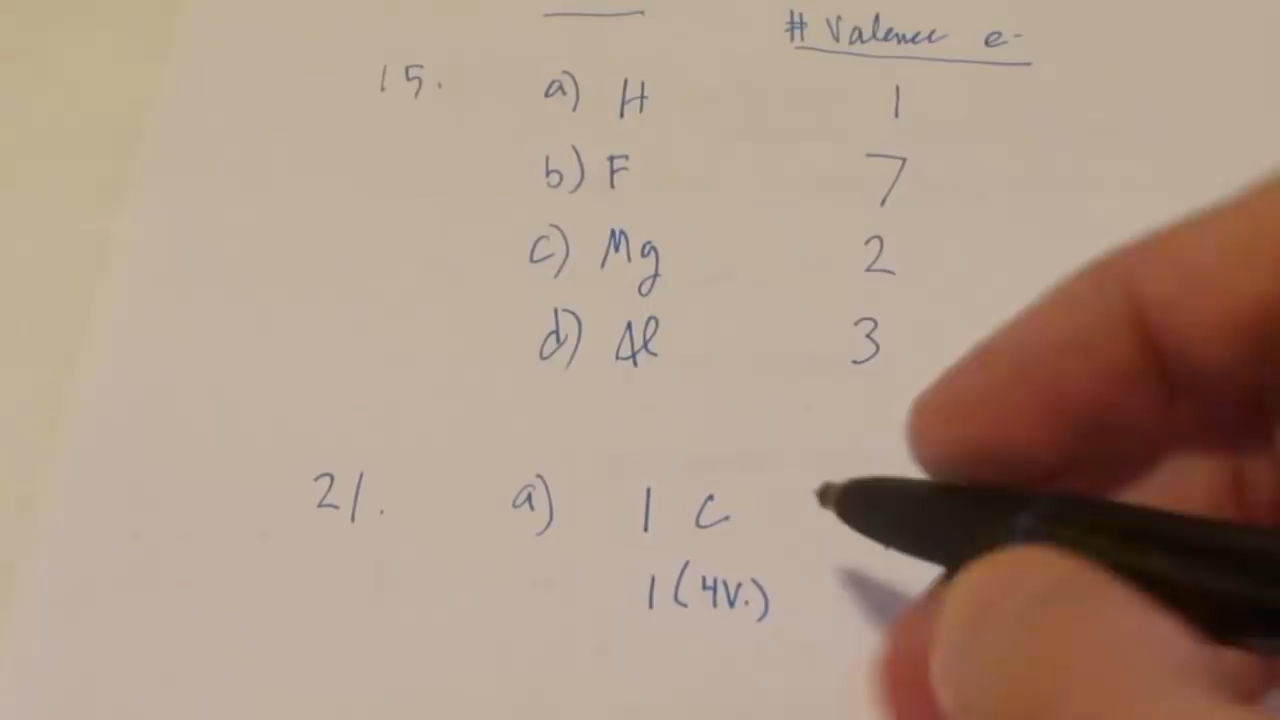 # Valence e-
15. a) H 1
b) F 7
c) Mg 2
d) Al 3
21. a) 1 C
1 (4v.)